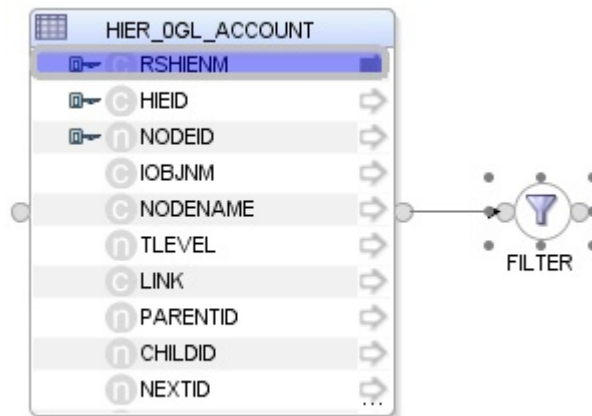 HIER_0GL_ACCOUNT
RSHIENM
C HIEID
n NODEID
C IOBJNM
C NODENAME
n TLEVEL
C LINK
n PARENTID
n CHILDID
n NEXTID
...
FILTER